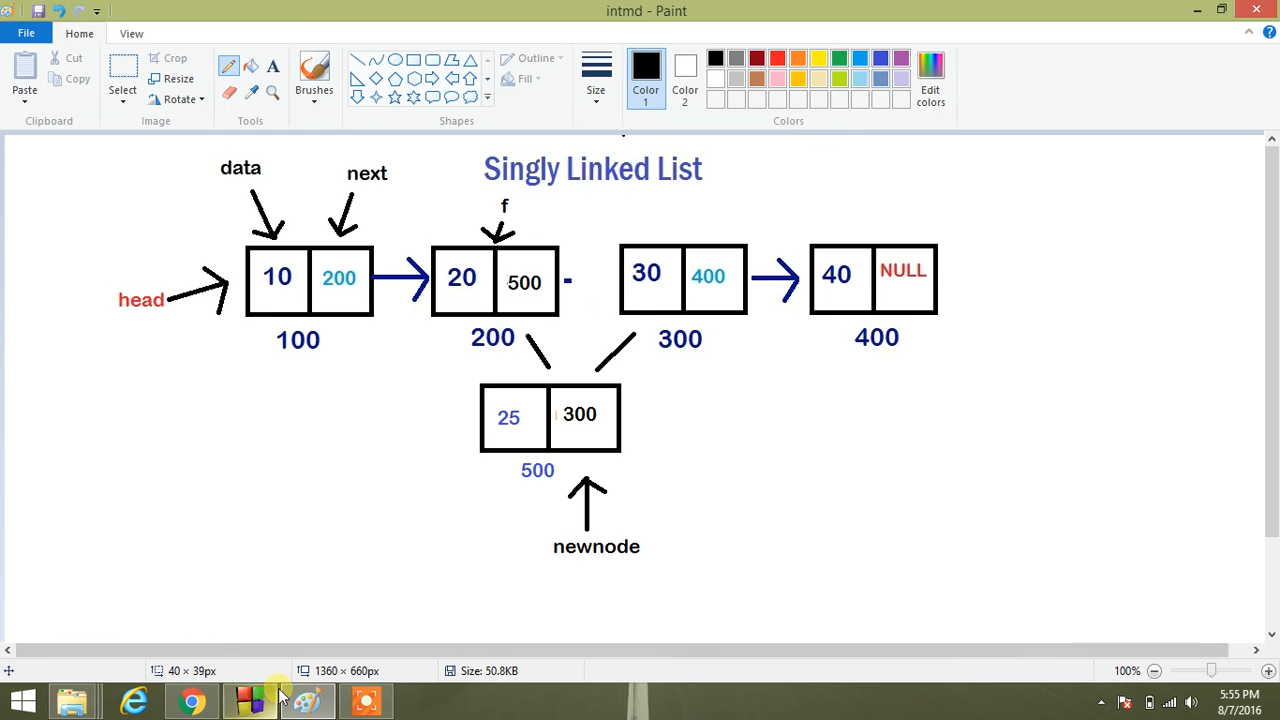 intmd - Paint
File
Home
View
Paste
Cut
Copy
Clipboard
Select
Crop
Resize
Rotate
Image
A
Tools
Brushes
Outline
Fill
Shapes
Size
Color 1
Color 2
Edit colors
Colors
Singly Linked List
data
next
f
head
10
200
20
500
30
400
40
NULL
100
200
300
400
25
300
500
newnode
40 × 39px
1360 × 660px
Size: 50.8KB
100%
5:55 PM
8/7/2016